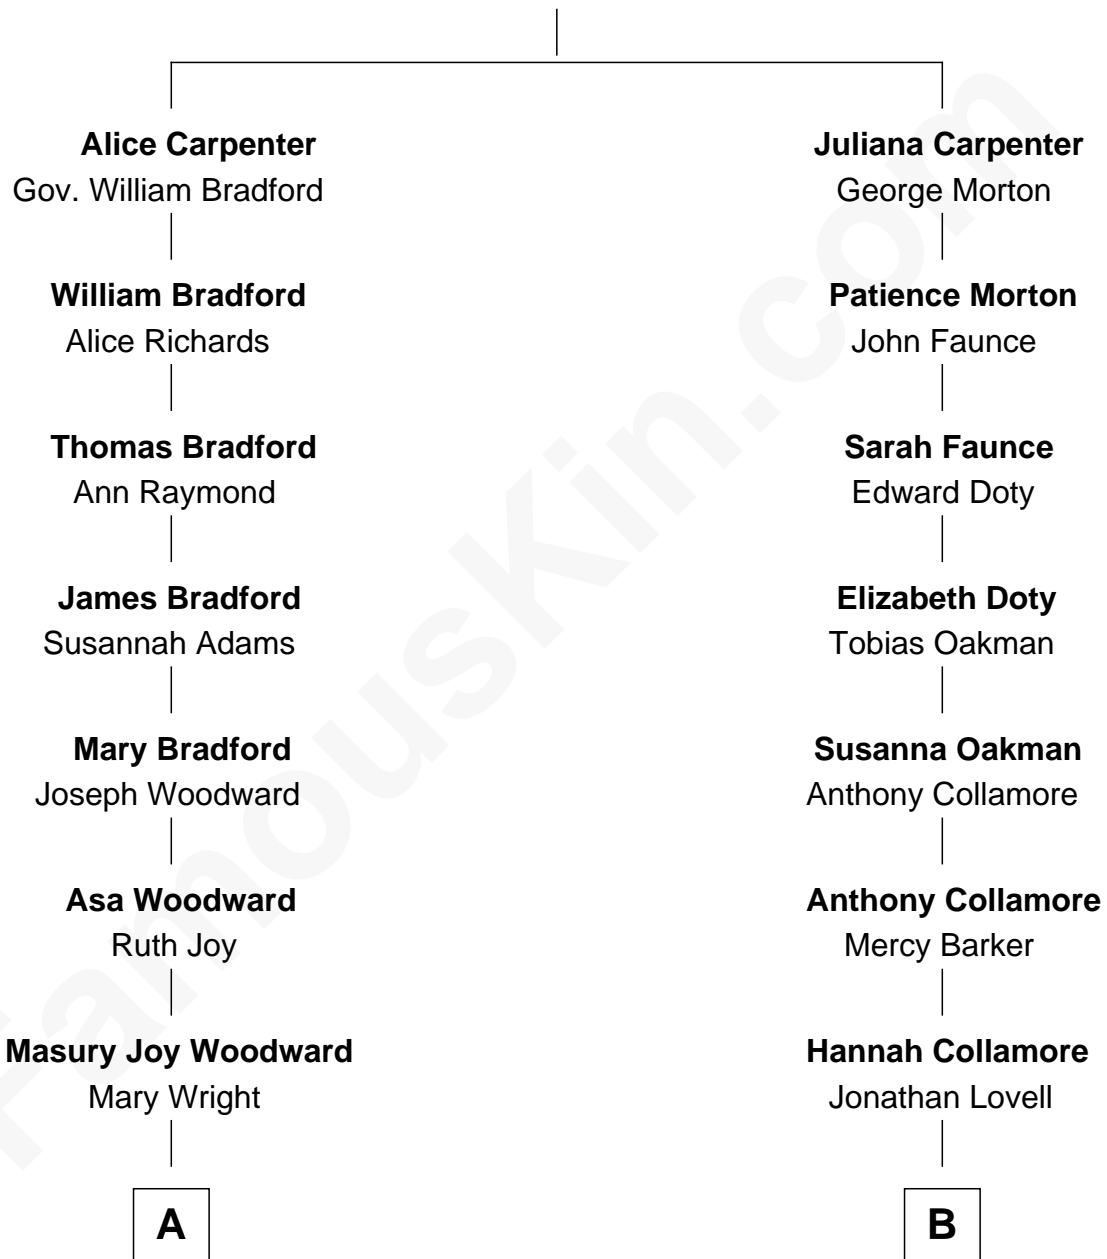 Alice Carpenter
Gov. William Bradford
William Bradford
Alice Richards
Thomas Bradford
Ann Raymond
James Bradford
Susannah Adams
Mary Bradford
Joseph Woodward
Asa Woodward
Ruth Joy
Masury Joy Woodward
Mary Wright
A
Juliana Carpenter
George Morton
Patience Morton
John Faunce
Sarah Faunce
Edward Doty
Elizabeth Doty
Tobias Oakman
Susanna Oakman
Anthony Collamore
Anthony Collamore
Mercy Barker
Hannah Collamore
Jonathan Lovell
B
FamousKin.com